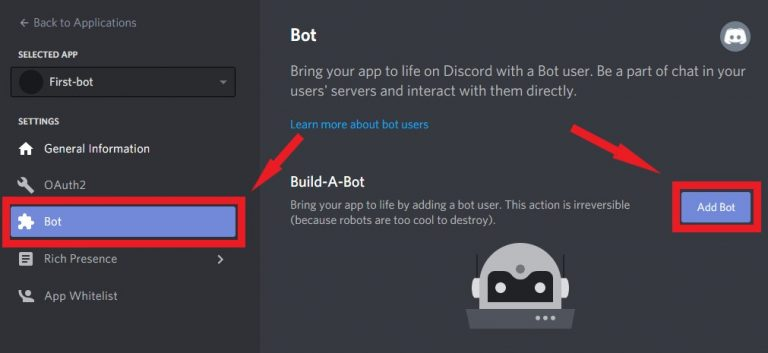 ← Back to Applications
SELECTED APP
First-bot
SETTINGS
General Information
OAuth2
Bot
Rich Presence
App Whitelist
Bot
Bring your app to life on Discord with a Bot user. Be a part of chat in your
users' servers and interact with them directly.
Learn more about bot users
Build-A-Bot
Bring your app to life by adding a bot user. This action is irreversible
(because robots are too cool to destroy).
Add Bot